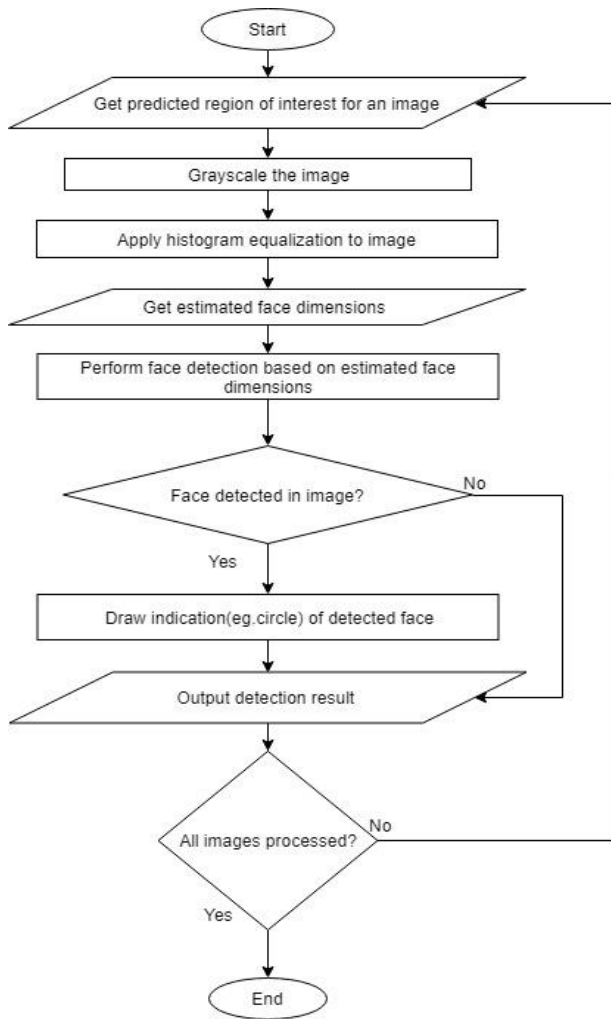 Start
Get predicted region of interest for an image
Grayscale the image
Apply histogram equalization to image
Get estimated face dimensions
Perform face detection based on estimated face
dimensions
Face detected in image?
No
Yes
Draw indication(eg.circle) of detected face
Output detection result
All images processed?
No
Yes
End